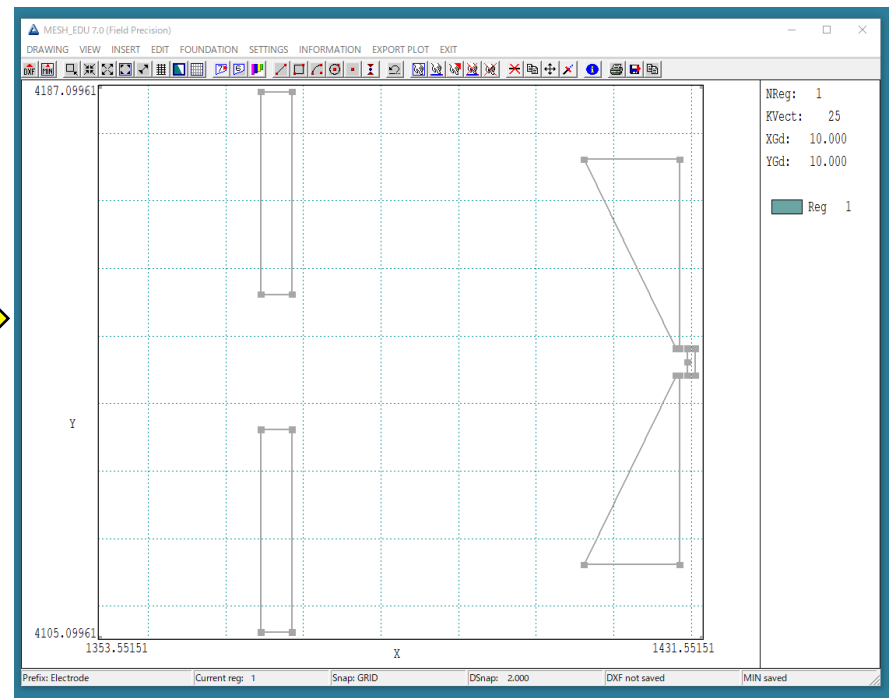 MESH_EDU 7.0 (Field Precision)
DRAWING VIEW INSERT EDIT FOUNDATION SETTINGS INFORMATION EXPORT PLOT EXIT
DXF MIN
4187.09961
NReg: 1
KVect: 25
XGd: 10.000
YGd: 10.000
Reg 1
Y
4105.09961
1353.55151 X 1431.55151
Prefix: Electrode Current reg: 1 Snap: GRID DSnap: 2.000 DXF not saved MIN saved